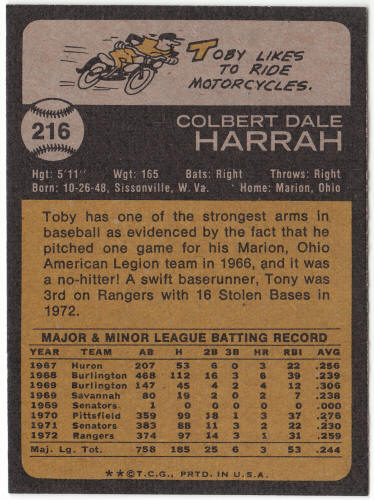 TOBY LIKES
TO RIDE
MOTORCYCLES.
216
COLBERT DALE
HARRAH
Hgt: 5'11" Wgt: 165 Bats: Right Throws: Right
Born: 10-26-48, Sissonville, W. Va. Home: Marion, Ohio
Toby has one of the strongest arms in
baseball as evidenced by the fact that he
pitched one game for his Marion, Ohio
American Legion team in 1966, and it was
a no-hitter! A swift baserunner, Tony was
3rd on Rangers with 16 Stolen Bases in
1972.
MAJOR & MINOR LEAGUE BATTING RECORD
YEAR TEAM AB H 2B 3B HR RBI AVG
1967 Huron 207 53 6 0 3 22 .256
1968 Burlington 468 112 16 3 6 39 .239
1969 Burlington 147 45 4 2 4 12 .306
1969 Savannah 80 19 2 0 2 7 .238
1969 Senators 1 0 0 0 0 0 .000
1970 Pittsfield 359 99 18 1 3 37 .276
1971 Senators 383 88 11 3 2 22 .230
1972 Rangers 374 97 14 3 1 31 .259
Maj. Lg. Tot. 758 185 25 6 3 53 .244
**©T.C.G., PRTD. IN U.S.A.